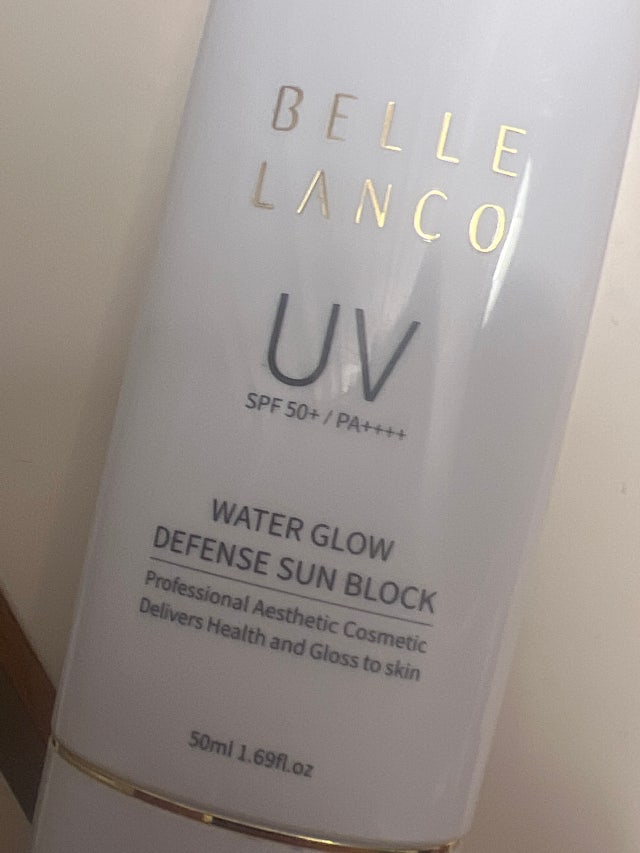 BELLE
LANCO
UV
SPF 50+ / PA++++
WATER GLOW
DEFENSE SUN BLOCK
Professional Aesthetic Cosmetic
Delivers Health and Gloss to skin
50ml 1.69fl.oz